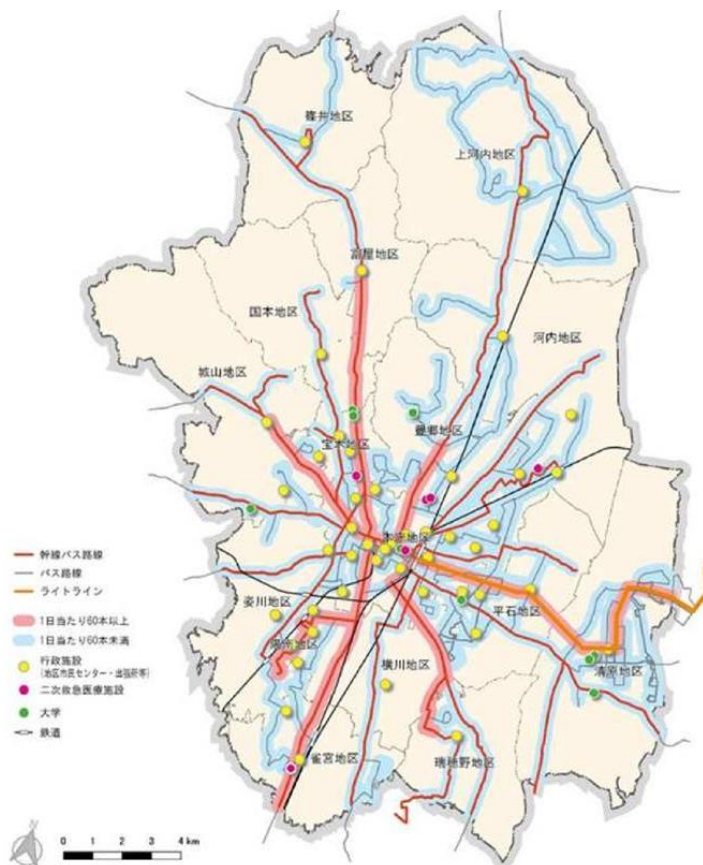 篠井地区
上河内地区
富屋地区
国本地区
河内地区
城山地区
豊郷地区
宝木地区
本庁地区
幹線バス路線
バス路線
ライトライン
1日当たり60本以上
1日当たり60本未満
行政施設
(地区市民センター・出張所等)
二次救急医療施設
大学
鉄道
姿川地区
陽南地区
平石地区
横川地区
清原地区
雀宮地区
瑞穂野地区
N
0 1 2 3 4 km